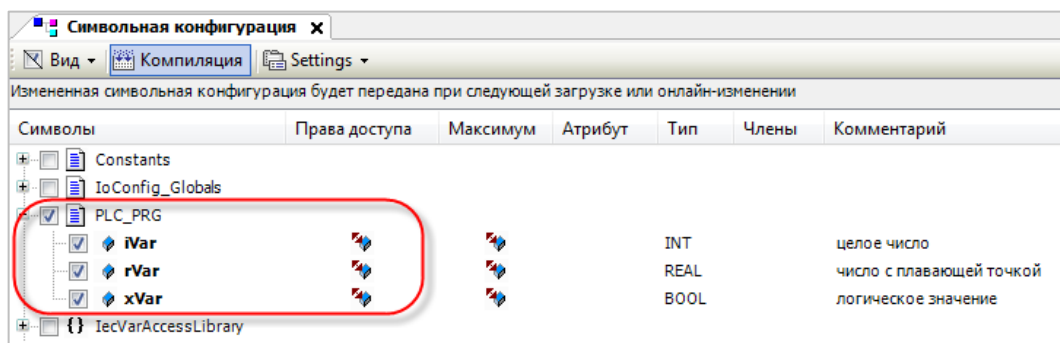 Символьная конфигурация X
Вид Компиляция Settings
Измененная символьная конфигурация будет передана при следующей загрузке или онлайн-изменении
Символы Права доступа Максимум Атрибут Тип Члены Комментарий
Constants
IoConfig_Globals
PLC_PRG
iVar INT целое число
rVar REAL число с плавающей точкой
xVar BOOL логическое значение
{} IecVarAccessLibrary